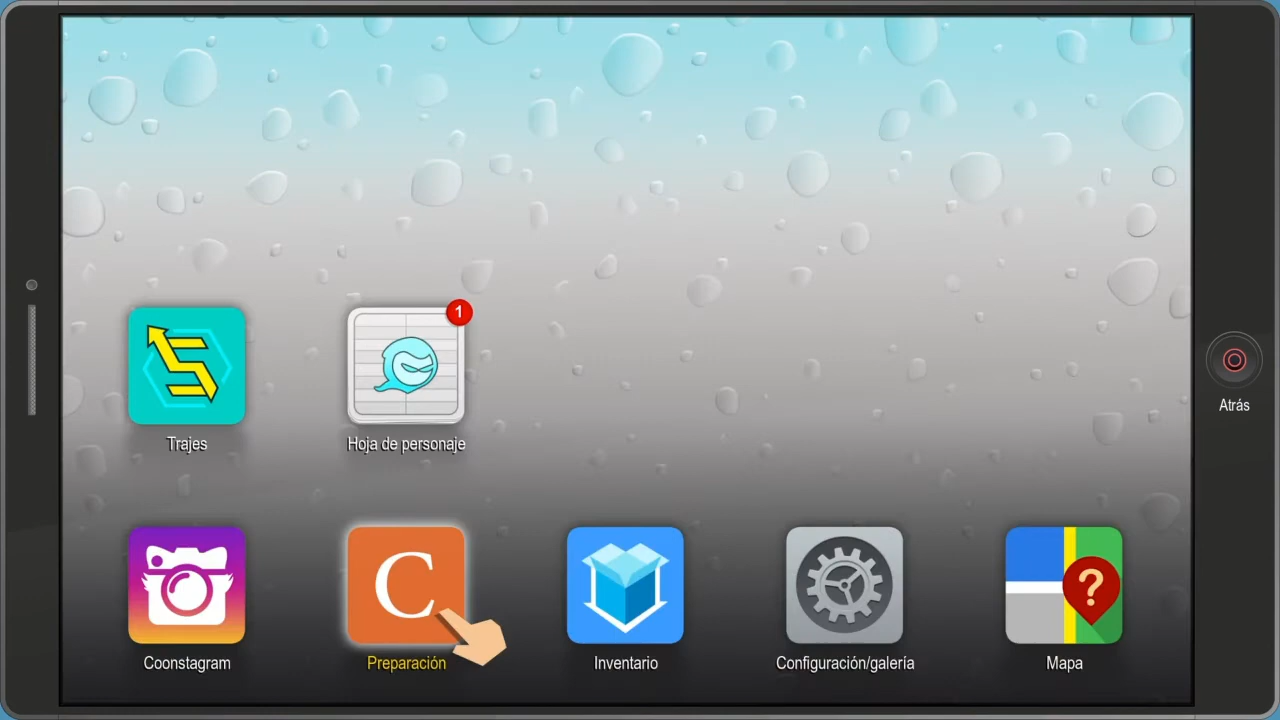 1
Trajes
Hoja de personaje
Atrás
C
?
Coonstagram
Preparación
Inventario
Configuración/galería
Mapa